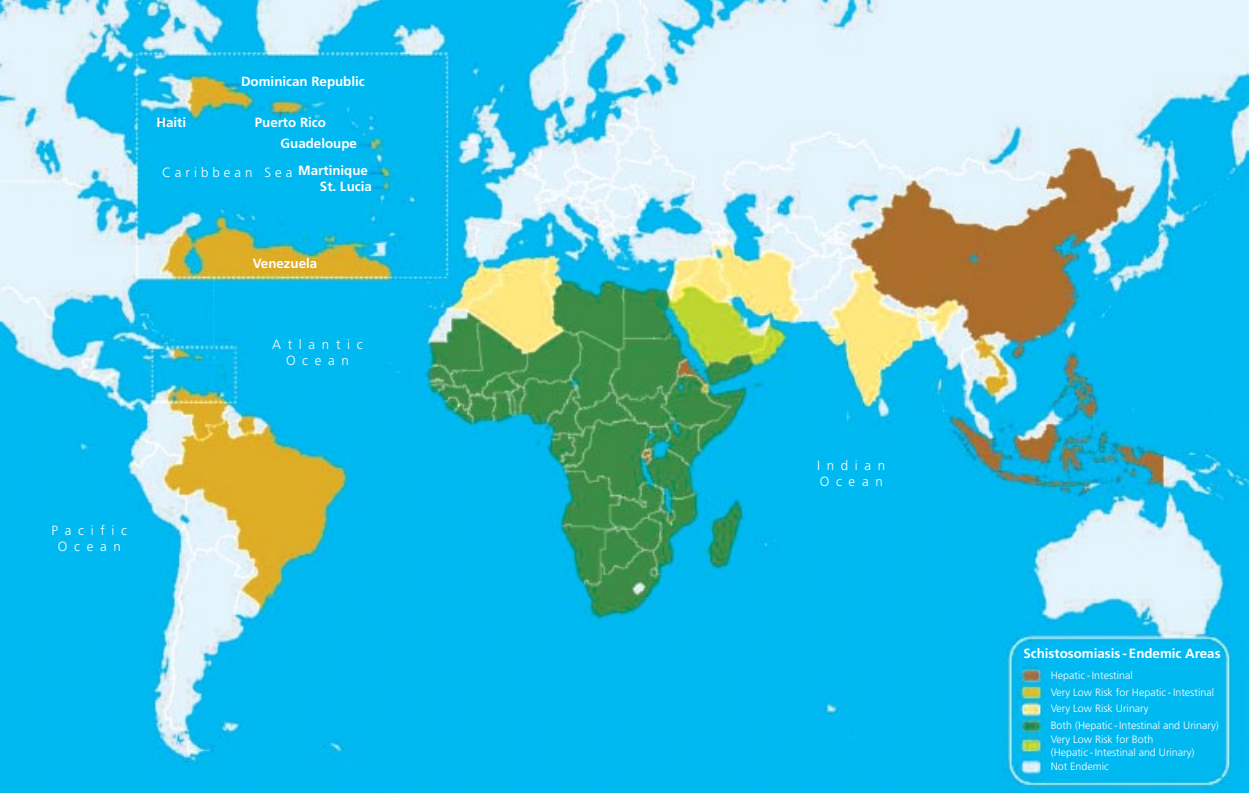 Dominican Republic
Haiti
Puerto Rico
Guadeloupe
Caribbean Sea
Martinique
St. Lucia
Venezuela
Atlantic
Ocean
Indian
Ocean
Pacific
Ocean
Schistosomiasis - Endemic Areas
Hepatic - Intestinal
Very Low Risk for Hepatic - Intestinal
Very Low Risk Urinary
Both (Hepatic - Intestinal and Urinary)
Very Low Risk for Both
(Hepatic - Intestinal and Urinary)
Not Endemic